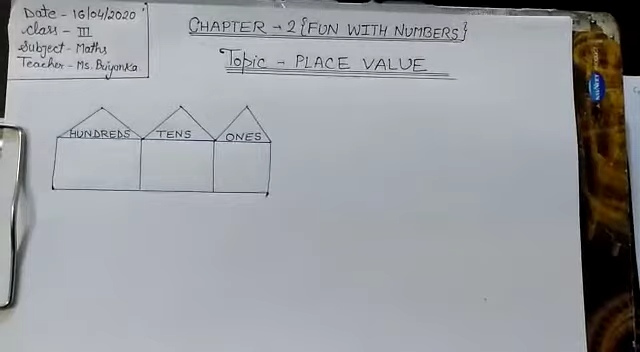 Date - 16/04/2020
Class - III
Subject - Maths
Teacher - Ms. Priyanka
CHAPTER - 2 {FUN WITH NUMBERS}
Topic - PLACE VALUE
HUNDREDS TENS ONES